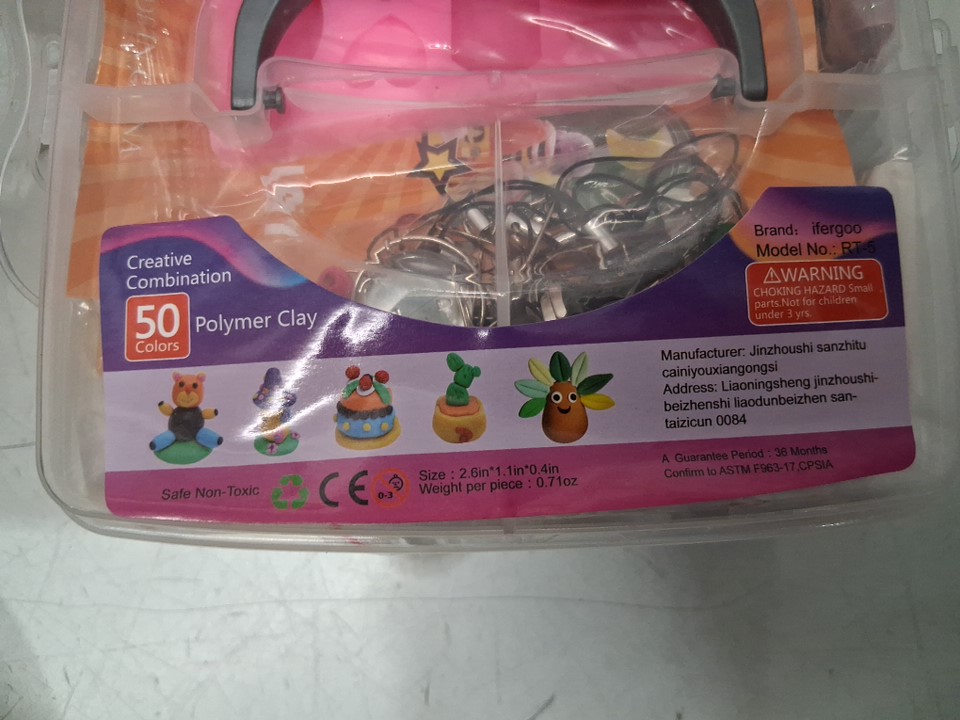 Creative
Combination
50
Colors
Polymer Clay
Brand: ifergoo
Model No.: RT-5
⚠WARNING
CHOKING HAZARD Small
parts.Not for children
under 3 yrs.
Manufacturer: Jinzhoushi sanzhitu
cainiyouxiangongsi
Address: Liaoningsheng jinzhoushi-
beizhenshi liaodunbeizhen san-
taizicun 0084
Safe Non-Toxic
CE
0-3
Size : 2.6in*1.1in*0.4in
Weight per piece : 0.71oz
A Guarantee Period : 36 Months
Confirm to ASTM F963-17,CPSIA